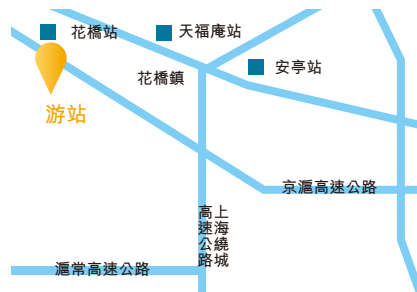 花橋站
天福庵站
安亭站
花橋鎮
游站
京滬高速公路
上海繞城
高速公路
滬常高速公路